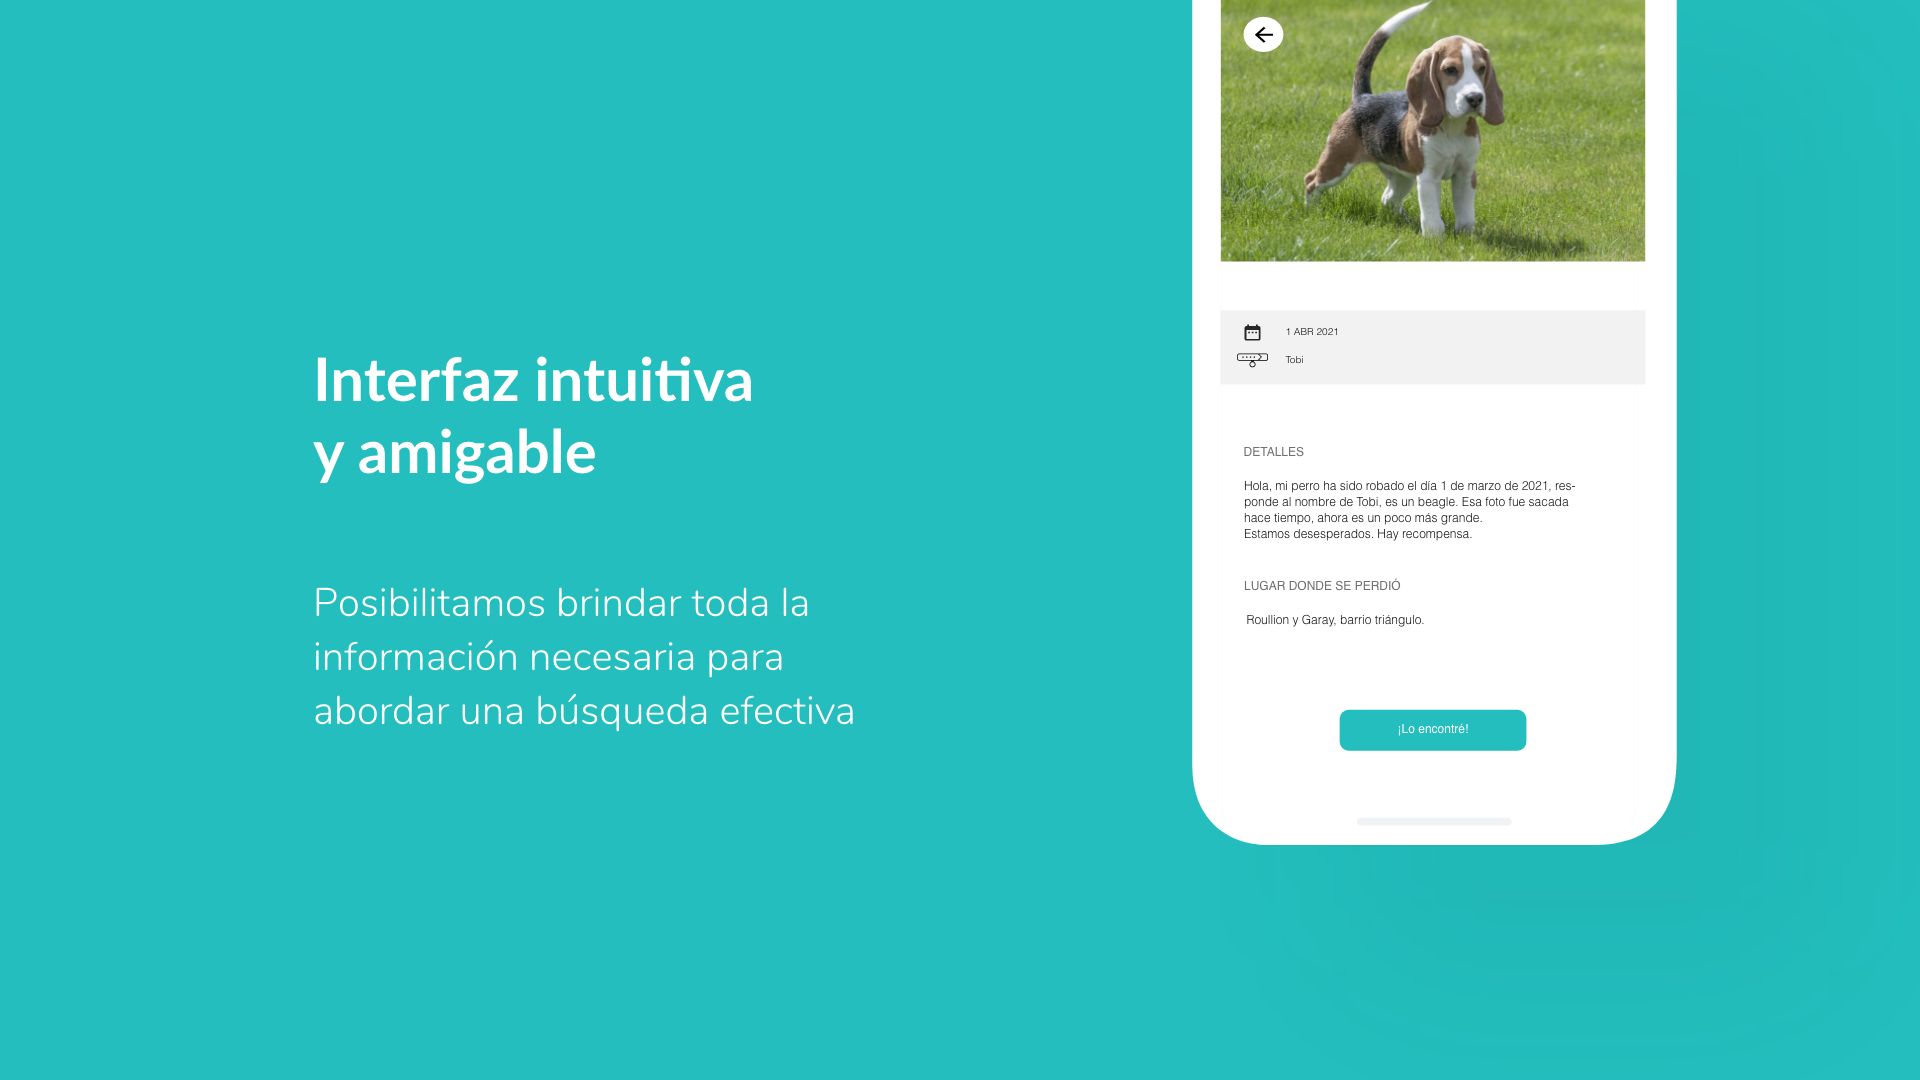 Interfaz intuitiva
y amigable
Posibilitamos brindar toda la
información necesaria para
abordar una búsqueda efectiva
1 ABR 2021
Tobi
DETALLES
Hola, mi perro ha sido robado el día 1 de marzo de 2021, res-
ponde al nombre de Tobi, es un beagle. Esa foto fue sacada
hace tiempo, ahora es un poco más grande.
Estamos desesperados. Hay recompensa.
LUGAR DONDE SE PERDIÓ
Roullion y Garay, barrio triángulo.
¡Lo encontré!